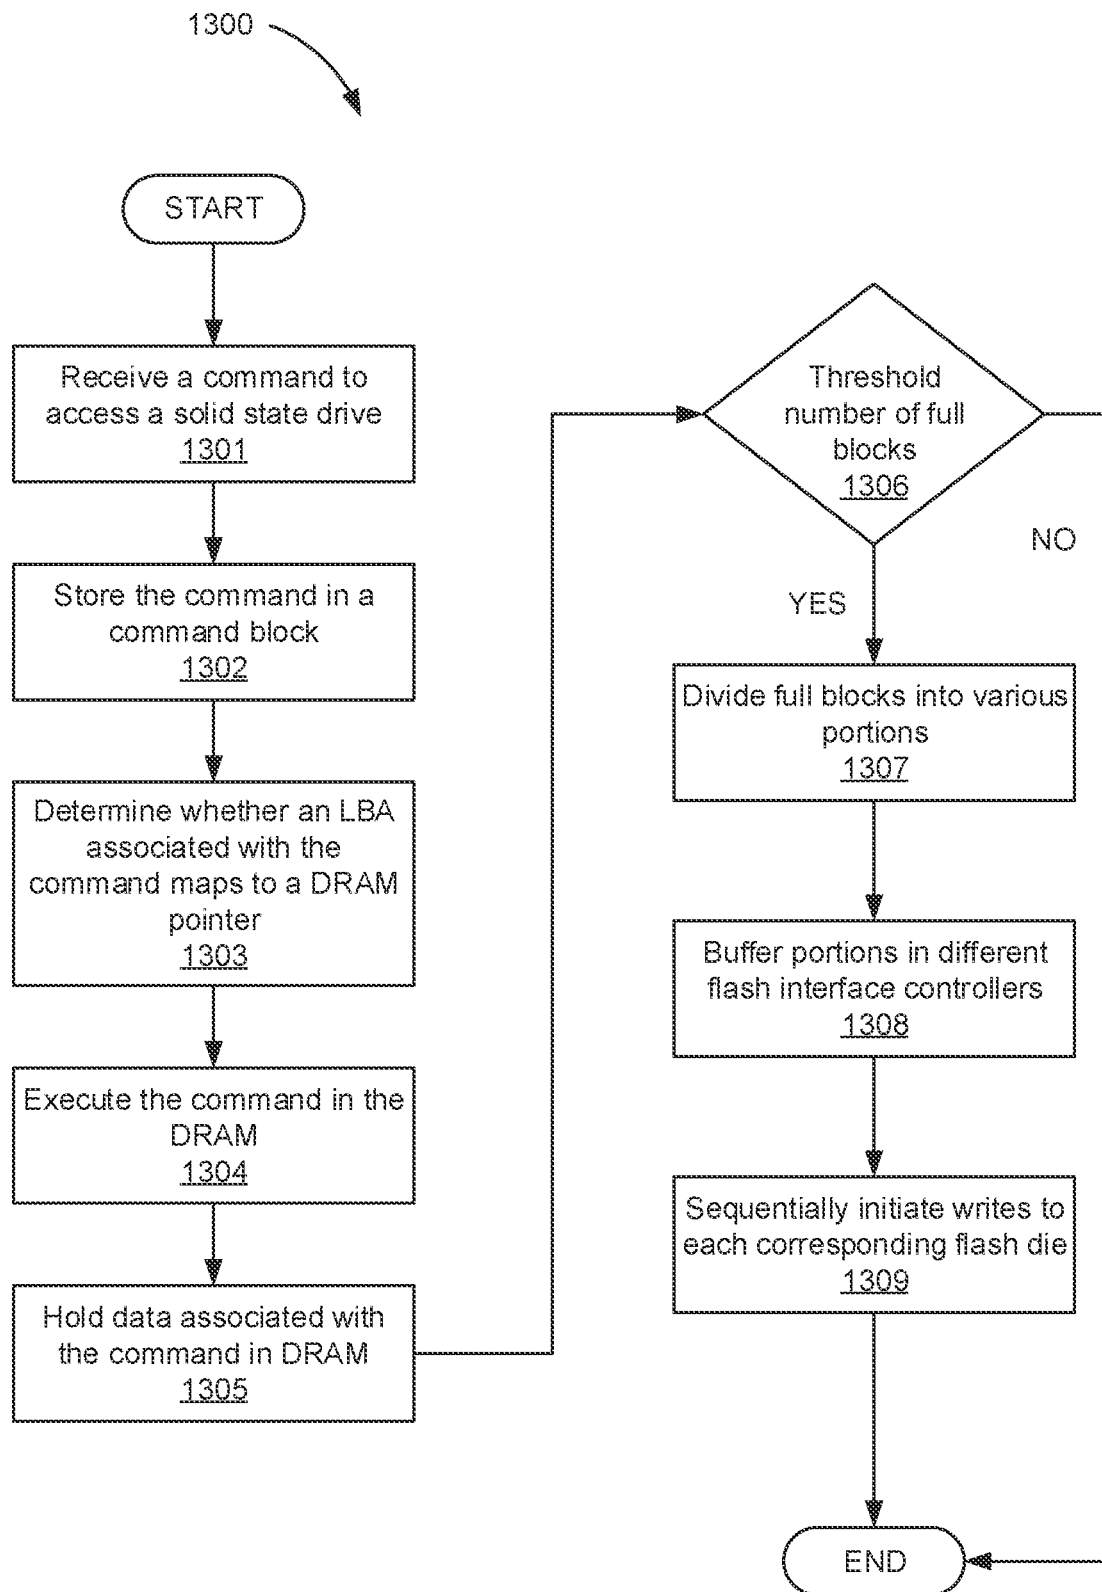 1300
START
Receive a command to
access a solid state drive
1301
Store the command in a
command block
1302
Determine whether an LBA
associated with the
command maps to a DRAM
pointer
1303
Execute the command in the
DRAM
1304
Hold data associated with
the command in DRAM
1305
Threshold
number of full
blocks
1306
NO
YES
Divide full blocks into various
portions
1307
Buffer portions in different
flash interface controllers
1308
Sequentially initiate writes to
each corresponding flash die
1309
END